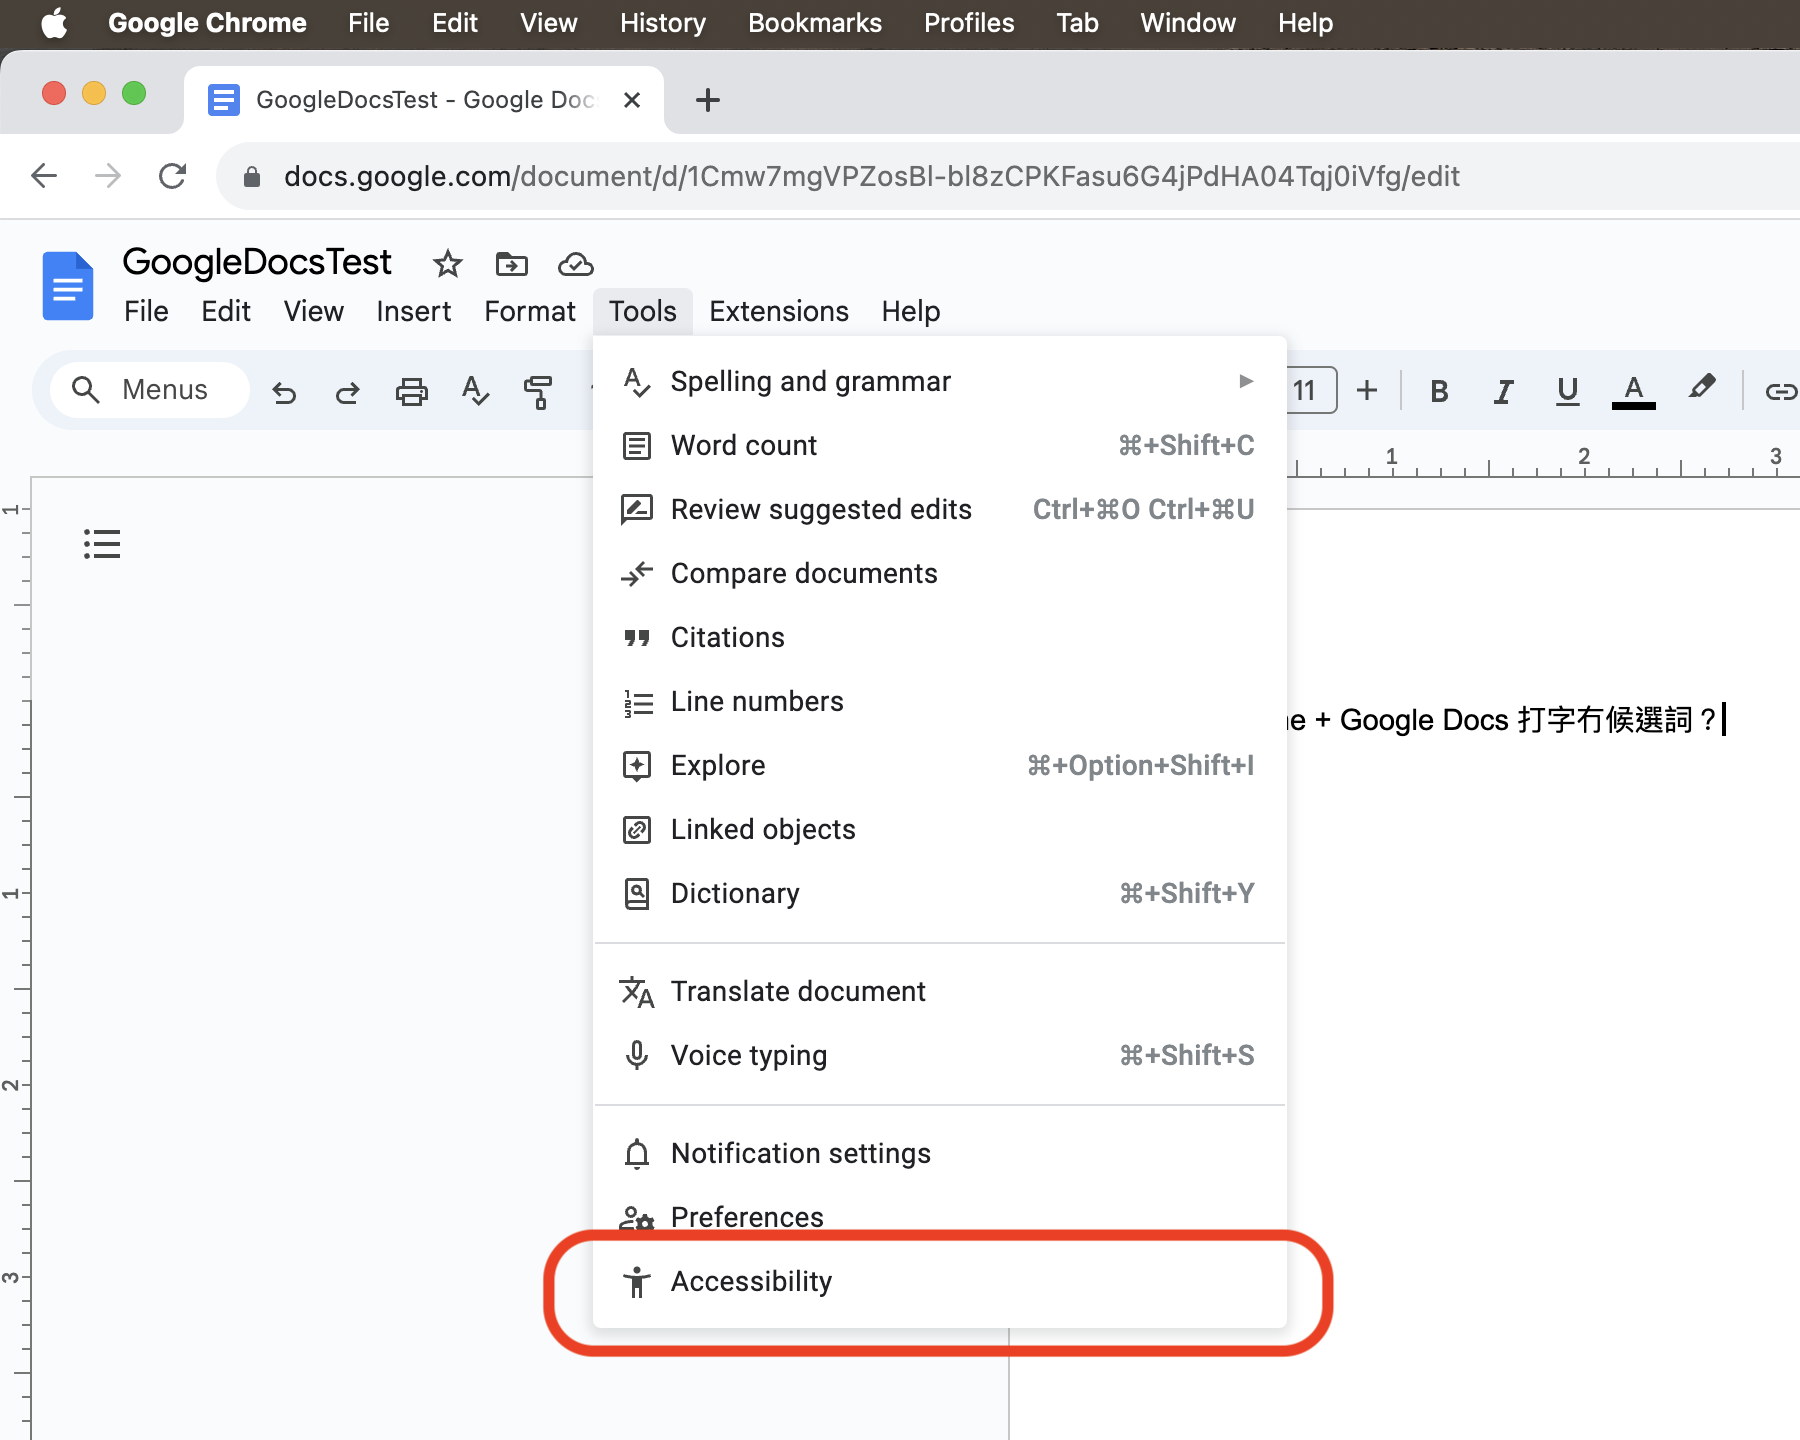 Google Chrome File Edit View History Bookmarks Profiles Tab Window Help
GoogleDocsTest - Google Doc
docs.google.com/document/d/1Cmw7mgVPZosBl-bl8zCPKFasu6G4jPdHA04Tqj0iVfg/edit
GoogleDocsTest
File Edit View Insert Format Tools Extensions Help
Menus
11 + B I U A
Spelling and grammar
Word count ⌘+Shift+C
Review suggested edits Ctrl+⌘O Ctrl+⌘U
Compare documents
Citations
Line numbers
Explore ⌘+Option+Shift+I
Linked objects
Dictionary ⌘+Shift+Y
Translate document
Voice typing ⌘+Shift+S
Notification settings
Preferences
Accessibility
1 2 3
+ Google Docs 打字冇候選詞？
1
1
2
3